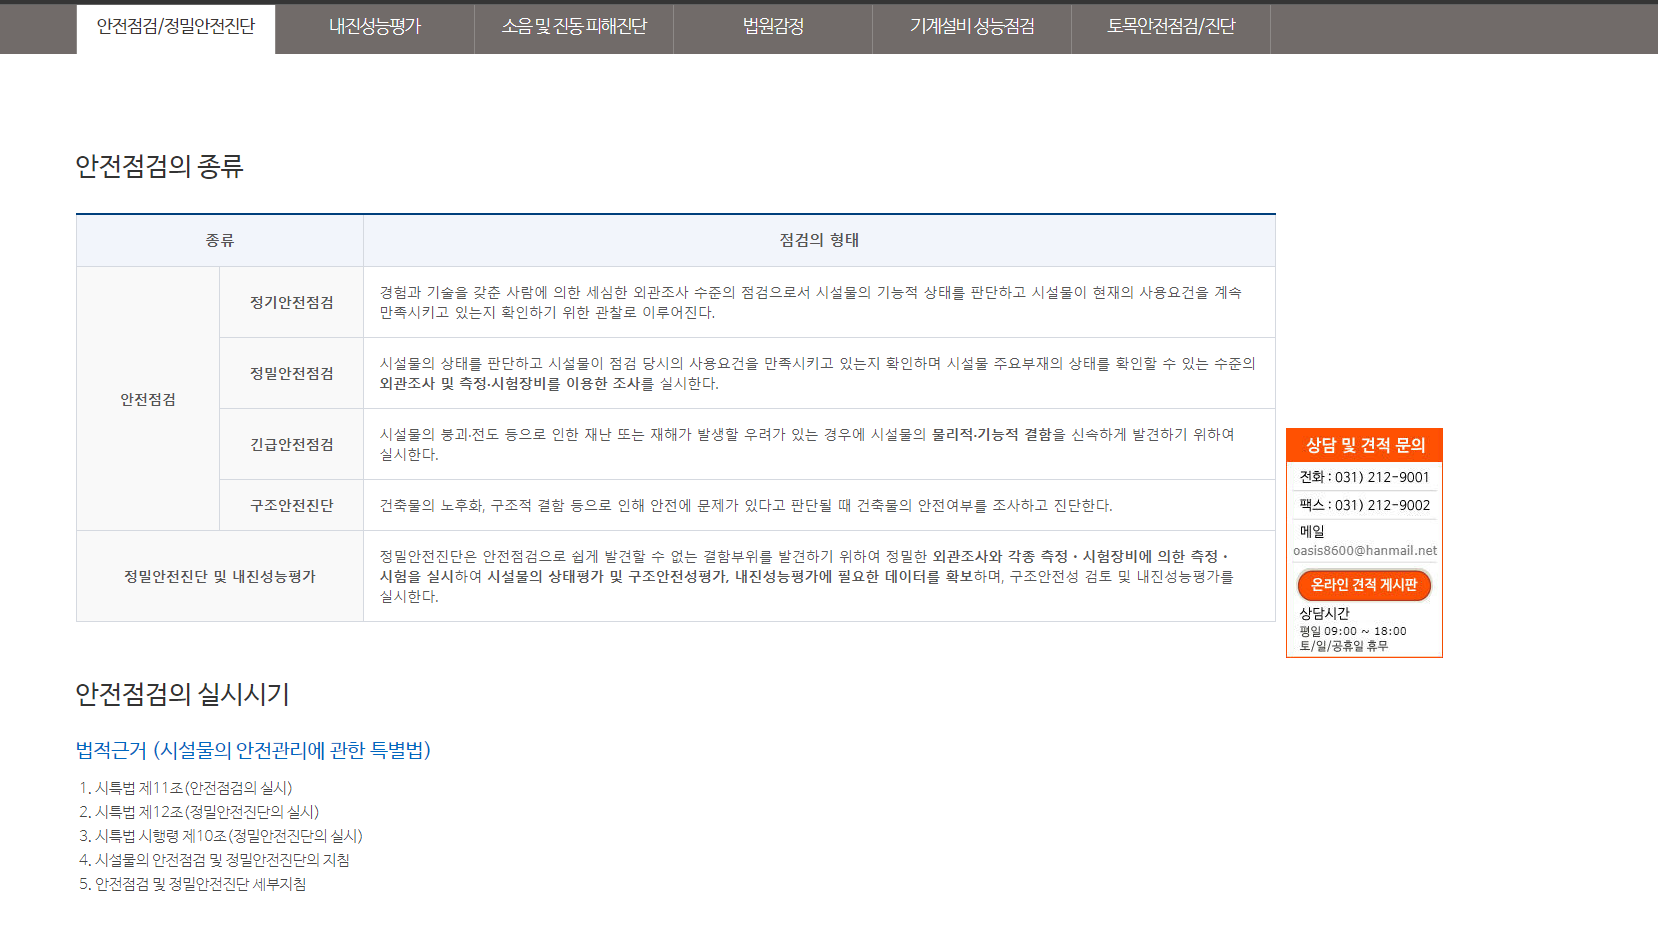 안전점검/정밀안전진단
내진성능평가
소음 및 진동 피해진단
법원감정
기계설비 성능점검
토목안전점검/진단
안전점검의 종류
종류
점검의 형태
안전점검
정기안전점검
경험과 기술을 갖춘 사람에 의한 세심한 외관조사 수준의 점검으로서 시설물의 기능적 상태를 판단하고 시설물이 현재의 사용요건을 계속
만족시키고 있는지 확인하기 위한 관찰로 이루어진다.
정밀안전점검
시설물의 상태를 판단하고 시설물이 점검 당시의 사용요건을 만족시키고 있는지 확인하며 시설물 주요부재의 상태를 확인할 수 있는 수준의
외관조사 및 측정·시험장비를 이용한 조사를 실시한다.
긴급안전점검
시설물의 붕괴·전도 등으로 인한 재난 또는 재해가 발생할 우려가 있는 경우에 시설물의 물리적·기능적 결함을 신속하게 발견하기 위하여
실시한다.
구조안전진단
건축물의 노후화, 구조적 결함 등으로 인해 안전에 문제가 있다고 판단될 때 건축물의 안전여부를 조사하고 진단한다.
정밀안전진단 및 내진성능평가
정밀안전진단은 안전점검으로 쉽게 발견할 수 없는 결함부위를 발견하기 위하여 정밀한 외관조사와 각종 측정・시험장비에 의한 측정・
시험을 실시하여 시설물의 상태평가 및 구조안전성평가, 내진성능평가에 필요한 데이터를 확보하며, 구조안전성 검토 및 내진성능평가를
실시한다.
상담 및 견적 문의
전화 : 031) 212-9001
팩스 : 031) 212-9002
메일
oasis8600@hanmail.net
온라인 견적 게시판
상담시간
평일 09:00 ~ 18:00
토/일/공휴일 휴무
안전점검의 실시시기
법적근거 (시설물의 안전관리에 관한 특별법)
1. 시특법 제11조(안전점검의 실시)
2. 시특법 제12조(정밀안전진단의 실시)
3. 시특법 시행령 제10조(정밀안전진단의 실시)
4. 시설물의 안전점검 및 정밀안전진단의 지침
5. 안전점검 및 정밀안전진단 세부지침